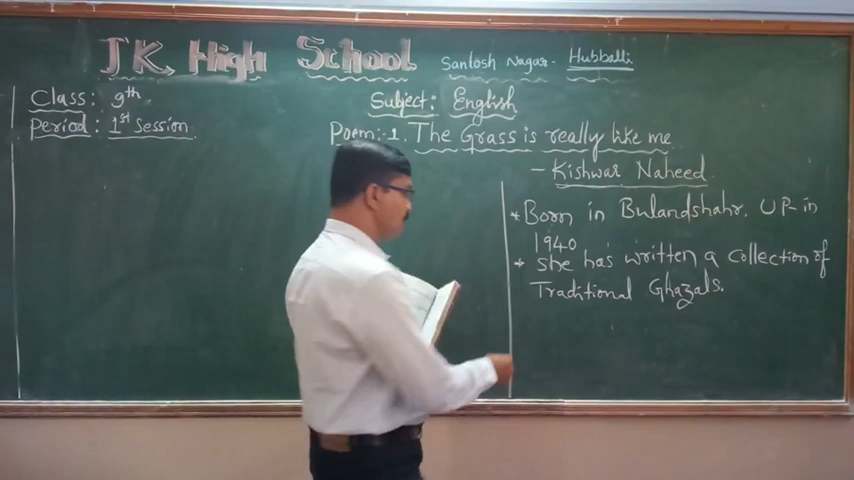 JK High School Santosh Nagar- Hubballi
Class: 9th
Subject: English
Period: 1st Session
Poem:-1. The Grass is really like me
- Kishwar Naheed
* Born in Bulandshahr. UP in
1940
* she has written a collection of
Traditional Ghazals.